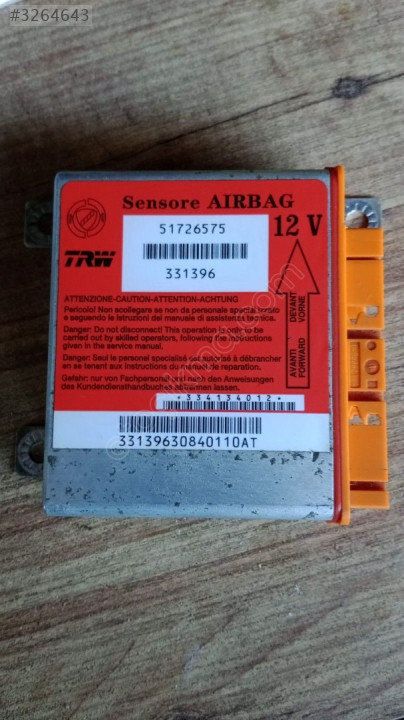 #3264643
Sensore AIRBAG
51726575
12 V
TRW
331396
ATTENZIONE-CAUTION-ATTENTION-ACHTUNG
Pericolo! Non scollegare se non da personale specializzato
e seguendo le istruzioni del manuale di assistenza tecnica.
Danger: Do not disconnect! This operation is only to be
carried out by skilled operators, following the instructions
given in the service manual.
Danger: Seul le personnel specialisé est autorisé à débrancher
en se tenant aux instructions du manuale de réparation.
Gefahr: nur von Fachpersonal und nach den Anweisungen
des Kundendiensthandbuches abtrennen lassen.
AVANTI DEVANT
FORWARD VORNE
*334134012*
33139630840110AT